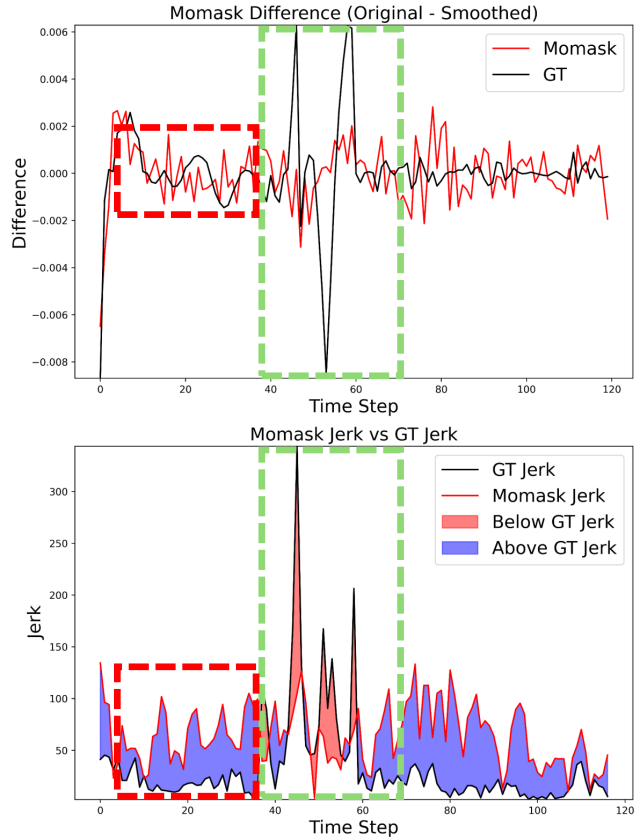 Momask Difference (Original - Smoothed)
0.006
0.004
0.002
0.000
−0.002
−0.004
−0.006
−0.008
Difference
Momask
GT
0
20
40
60
80
100
120
Time Step
Momask Jerk vs GT Jerk
300
250
200
150
100
50
Jerk
GT Jerk
Momask Jerk
Below GT Jerk
Above GT Jerk
0
20
40
60
80
100
120
Time Step